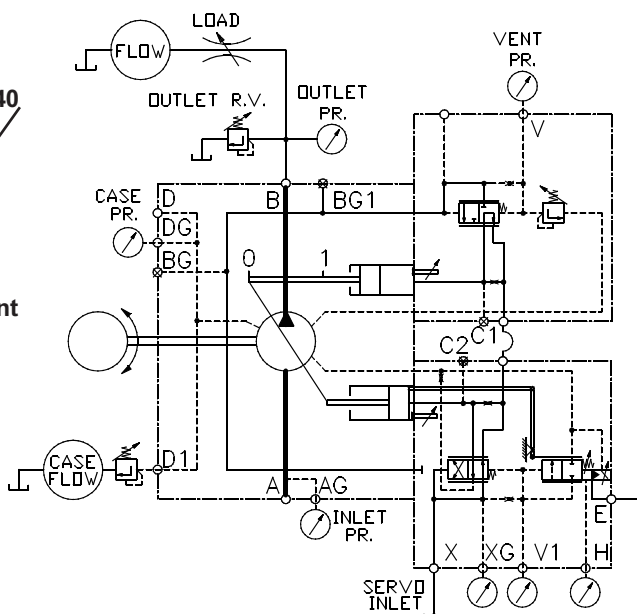 LOAD
FLOW
VENT
PR.
40
OUTLET R.V.
OUTLET
PR.
V
CASE
PR.
D
B
BG1
DG
BG
0
1
nt
C1
C2
D1
CASE
FLOW
A
AG
INLET
PR.
E
X
XG
V1
H
SERVO
INLET